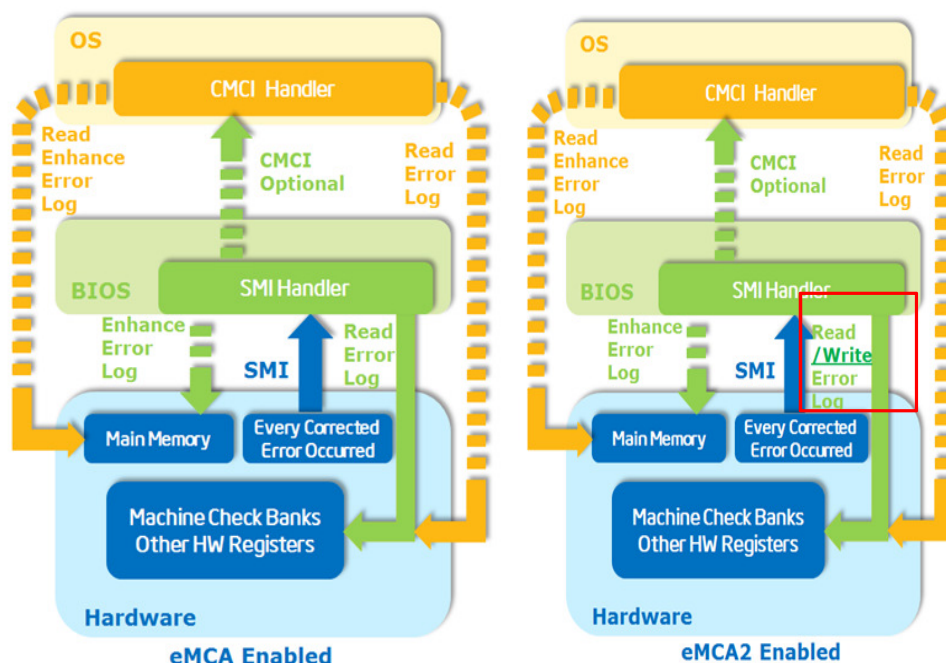 OS
CMCI Handler
Read
Enhance
Error
Log
CMCI
Optional
Read
Error
Log
BIOS
SMI Handler
Enhance
Error
Log
SMI
Read
Error
Log
Main Memory
Every Corrected
Error Occurred
Machine Check Banks
Other HW Registers
Hardware
eMCA Enabled
OS
CMCI Handler
Read
Enhance
Error
Log
CMCI
Optional
Read
Error
Log
BIOS
SMI Handler
Enhance
Error
Log
SMI
Read
/Write
Error
Log
Main Memory
Every Corrected
Error Occurred
Machine Check Banks
Other HW Registers
Hardware
eMCA2 Enabled